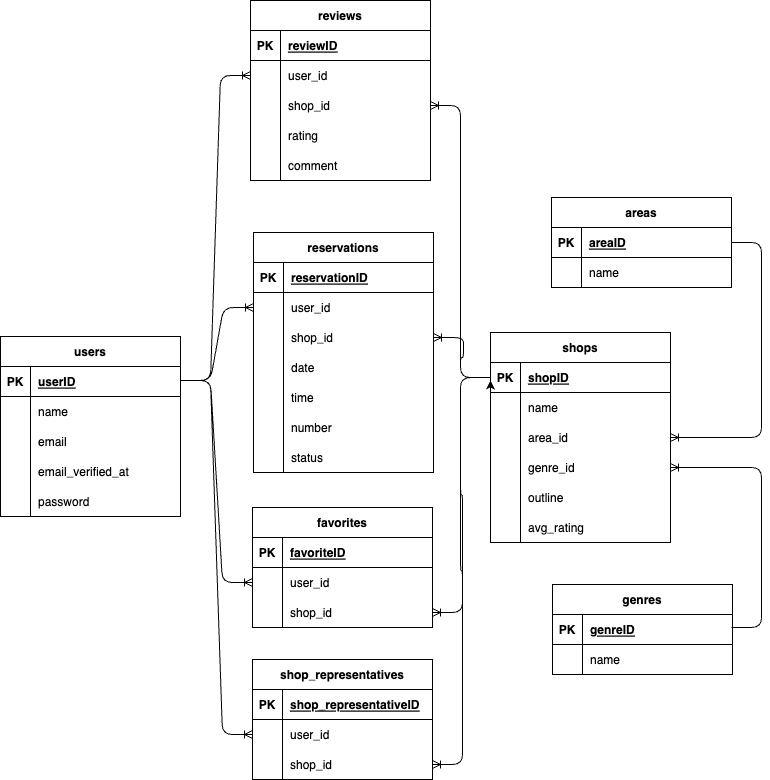 reviews
PK reviewID
user_id
shop_id
rating
comment
reservations
PK reservationID
user_id
shop_id
date
time
number
status
users
PK userID
name
email
email_verified_at
password
favorites
PK favoriteID
user_id
shop_id
shop_representatives
PK shop_representativeID
user_id
shop_id
areas
PK areaID
name
shops
PK shopID
name
area_id
genre_id
outline
avg_rating
genres
PK genreID
name